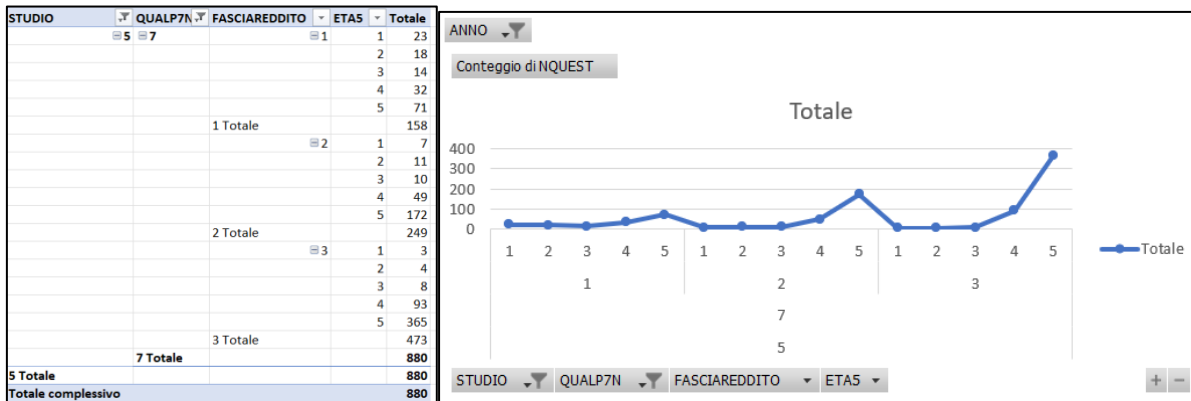 STUDIO QUALP7N FASCIAREDDITO ETA5 Totale
5 7 1 1 23
2 18
3 14
4 32
5 71
1 Totale 158
2 1 7
2 11
3 10
4 49
5 172
2 Totale 249
3 1 3
2 4
3 8
4 93
5 365
3 Totale 473
7 Totale 880
5 Totale 880
Totale complessivo 880
ANNO
Conteggio di NQUEST
Totale
400
300
200
100
0
1 2 3 4 5 1 2 3 4 5 1 2 3 4 5
1 2 3
7
5
Totale
STUDIO QUALP7N FASCIAREDDITO ETA5